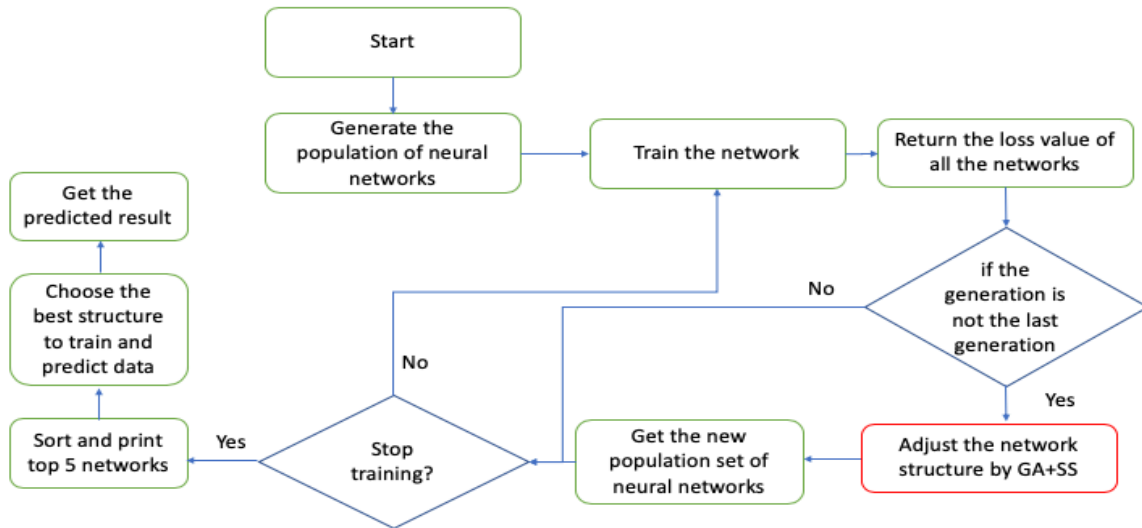 Start
Generate the
population of neural
networks
Train the network
Return the loss value of
all the networks
Get the
predicted result
if the
generation is
not the last
generation
No
Choose the
best structure
to train and
predict data
No
Yes
Sort and print
top 5 networks
Yes
Stop
training?
Get the new
population set of
neural networks
Adjust the network
structure by GA+SS